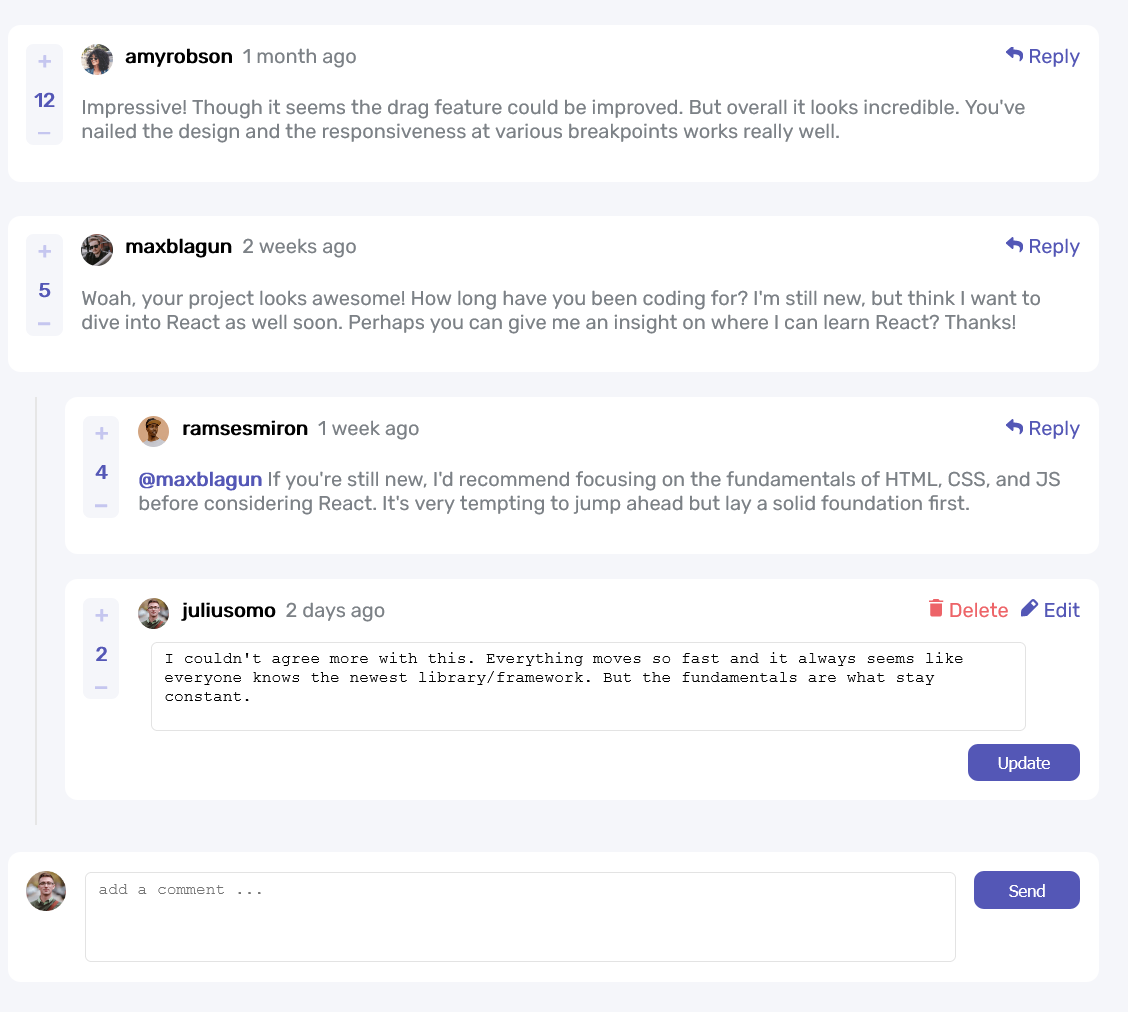 + amyrobson 1 month ago Reply
12
Impressive! Though it seems the drag feature could be improved. But overall it looks incredible. You've
nailed the design and the responsiveness at various breakpoints works really well.
–
+ maxblagun 2 weeks ago Reply
5
Woah, your project looks awesome! How long have you been coding for? I'm still new, but think I want to
dive into React as well soon. Perhaps you can give me an insight on where I can learn React? Thanks!
–
+ ramsesmiron 1 week ago Reply
4
@maxblagun If you're still new, I'd recommend focusing on the fundamentals of HTML, CSS, and JS
before considering React. It's very tempting to jump ahead but lay a solid foundation first.
–
+ juliusomo 2 days ago Delete Edit
2
I couldn't agree more with this. Everything moves so fast and it always seems like
everyone knows the newest library/framework. But the fundamentals are what stay
constant.
–
Update
add a comment ...
Send